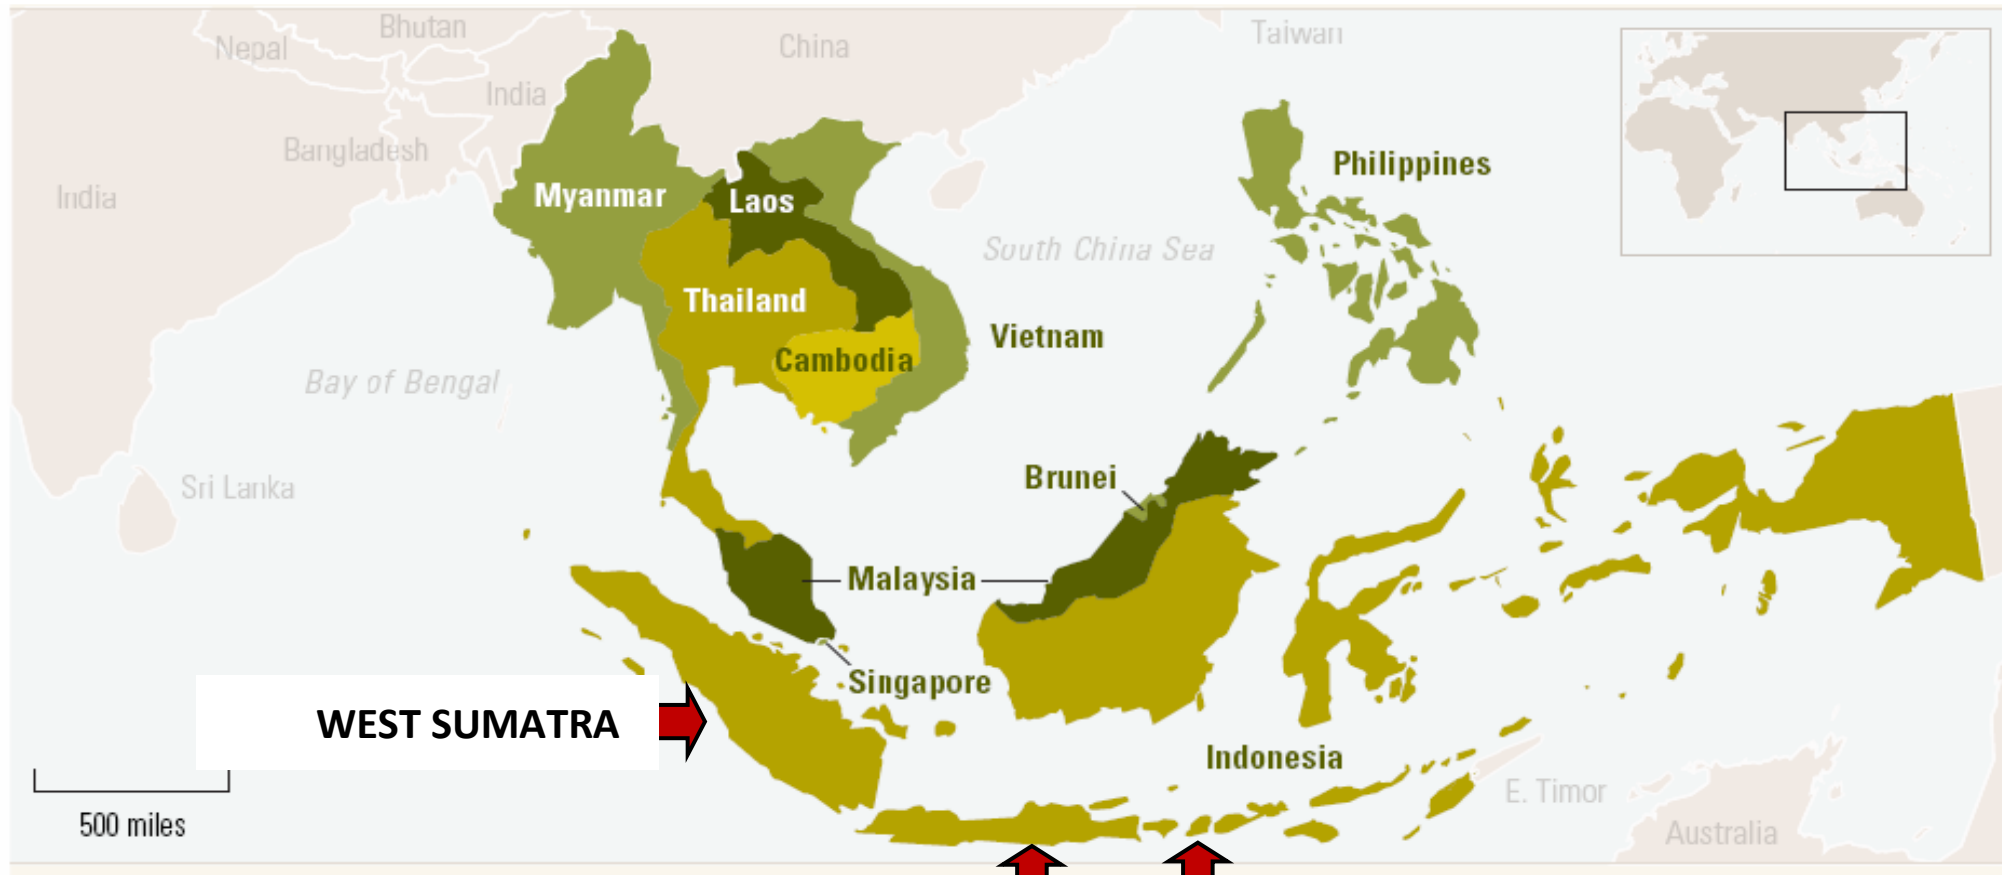 Bhutan
Nepal
China
Taiwan
India
Bangladesh
India
Myanmar
Laos
Philippines
South China Sea
Thailand
Vietnam
Cambodia
Bay of Bengal
Brunei
Sri Lanka
Malaysia
Singapore
WEST SUMATRA
Indonesia
E. Timor
500 miles
Australia